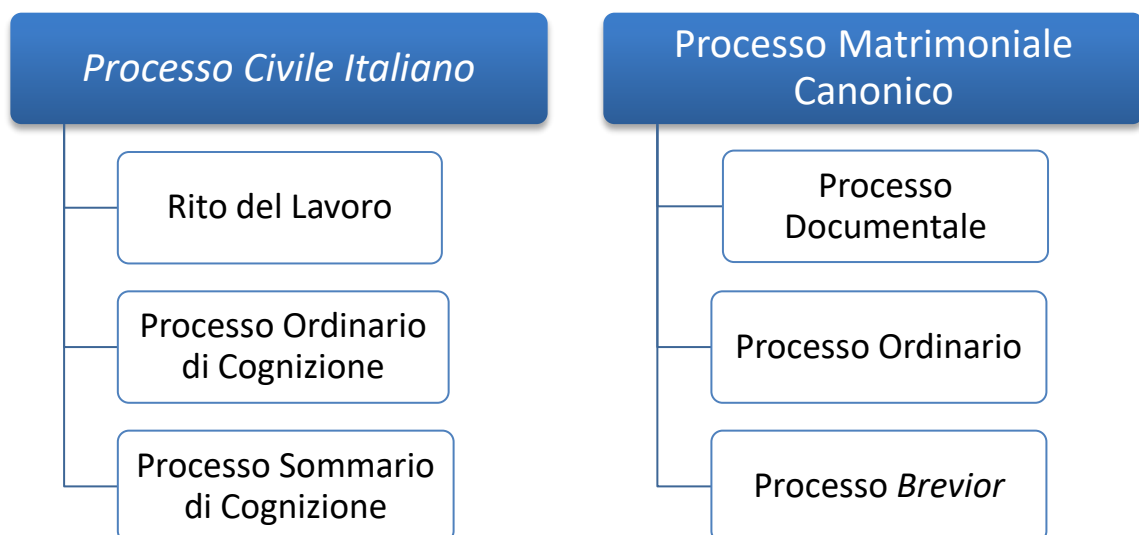 Processo Civile Italiano
Rito del Lavoro
Processo Ordinario
di Cognizione
Processo Sommario
di Cognizione
Processo Matrimoniale
Canonico
Processo
Documentale
Processo Ordinario
Processo Brevior